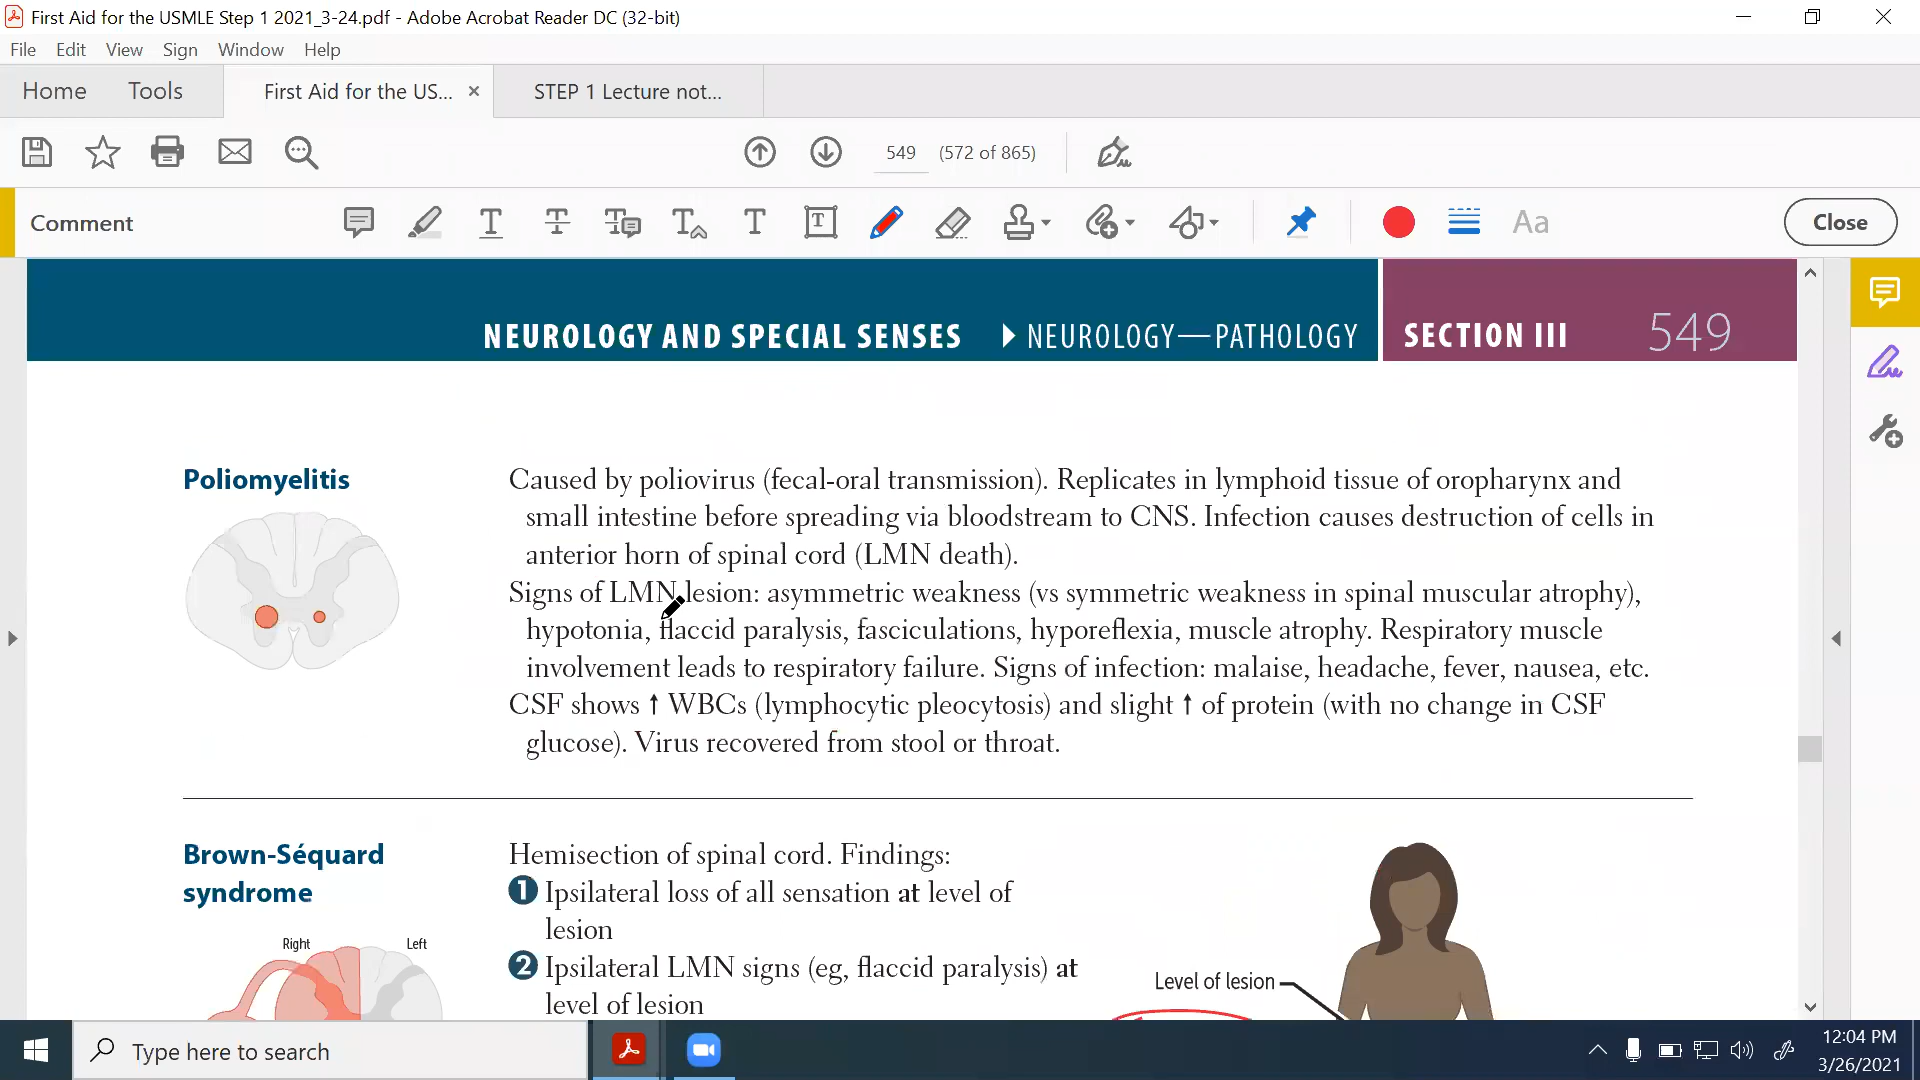 First Aid for the USMLE Step 1 2021_3-24.pdf - Adobe Acrobat Reader DC (32-bit)
File Edit View Sign Window Help
Home Tools First Aid for the US... × STEP 1 Lecture not...
549 (572 of 865)
Comment T T T T T T Aa Close
NEUROLOGY AND SPECIAL SENSES ▶ NEUROLOGY—PATHOLOGY SECTION III 549
Poliomyelitis
Caused by poliovirus (fecal-oral transmission). Replicates in lymphoid tissue of oropharynx and
small intestine before spreading via bloodstream to CNS. Infection causes destruction of cells in
anterior horn of spinal cord (LMN death).
Signs of LMN lesion: asymmetric weakness (vs symmetric weakness in spinal muscular atrophy),
hypotonia, flaccid paralysis, fasciculations, hyporeflexia, muscle atrophy. Respiratory muscle
involvement leads to respiratory failure. Signs of infection: malaise, headache, fever, nausea, etc.
CSF shows ↑ WBCs (lymphocytic pleocytosis) and slight ↑ of protein (with no change in CSF
glucose). Virus recovered from stool or throat.
Brown-Séquard
syndrome
Right Left
Hemisection of spinal cord. Findings:
1 Ipsilateral loss of all sensation at level of
lesion
2 Ipsilateral LMN signs (eg, flaccid paralysis) at
level of lesion
Level of lesion
Type here to search
12:04 PM
3/26/2021